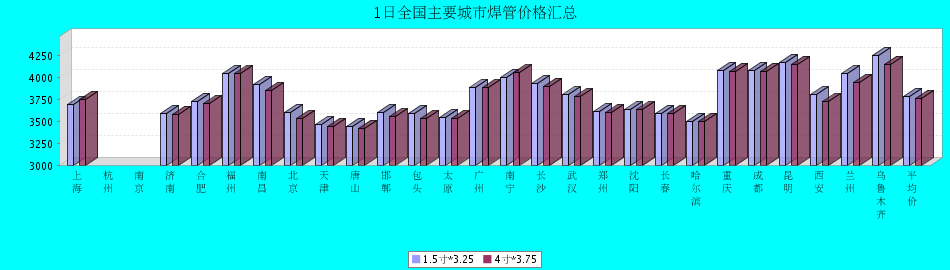 1日全国主要城市焊管价格汇总
4250
4000
3750
3500
3250
3000
上海 杭州 南京 济南 合肥 福州 南昌 北京 天津 唐山 邯郸 包头 太原 广州 南宁 长沙 武汉 郑州 沈阳 长春 哈尔滨 重庆 成都 昆明 西安 兰州 乌鲁木齐 平均价
1.5寸*3.25 4寸*3.75